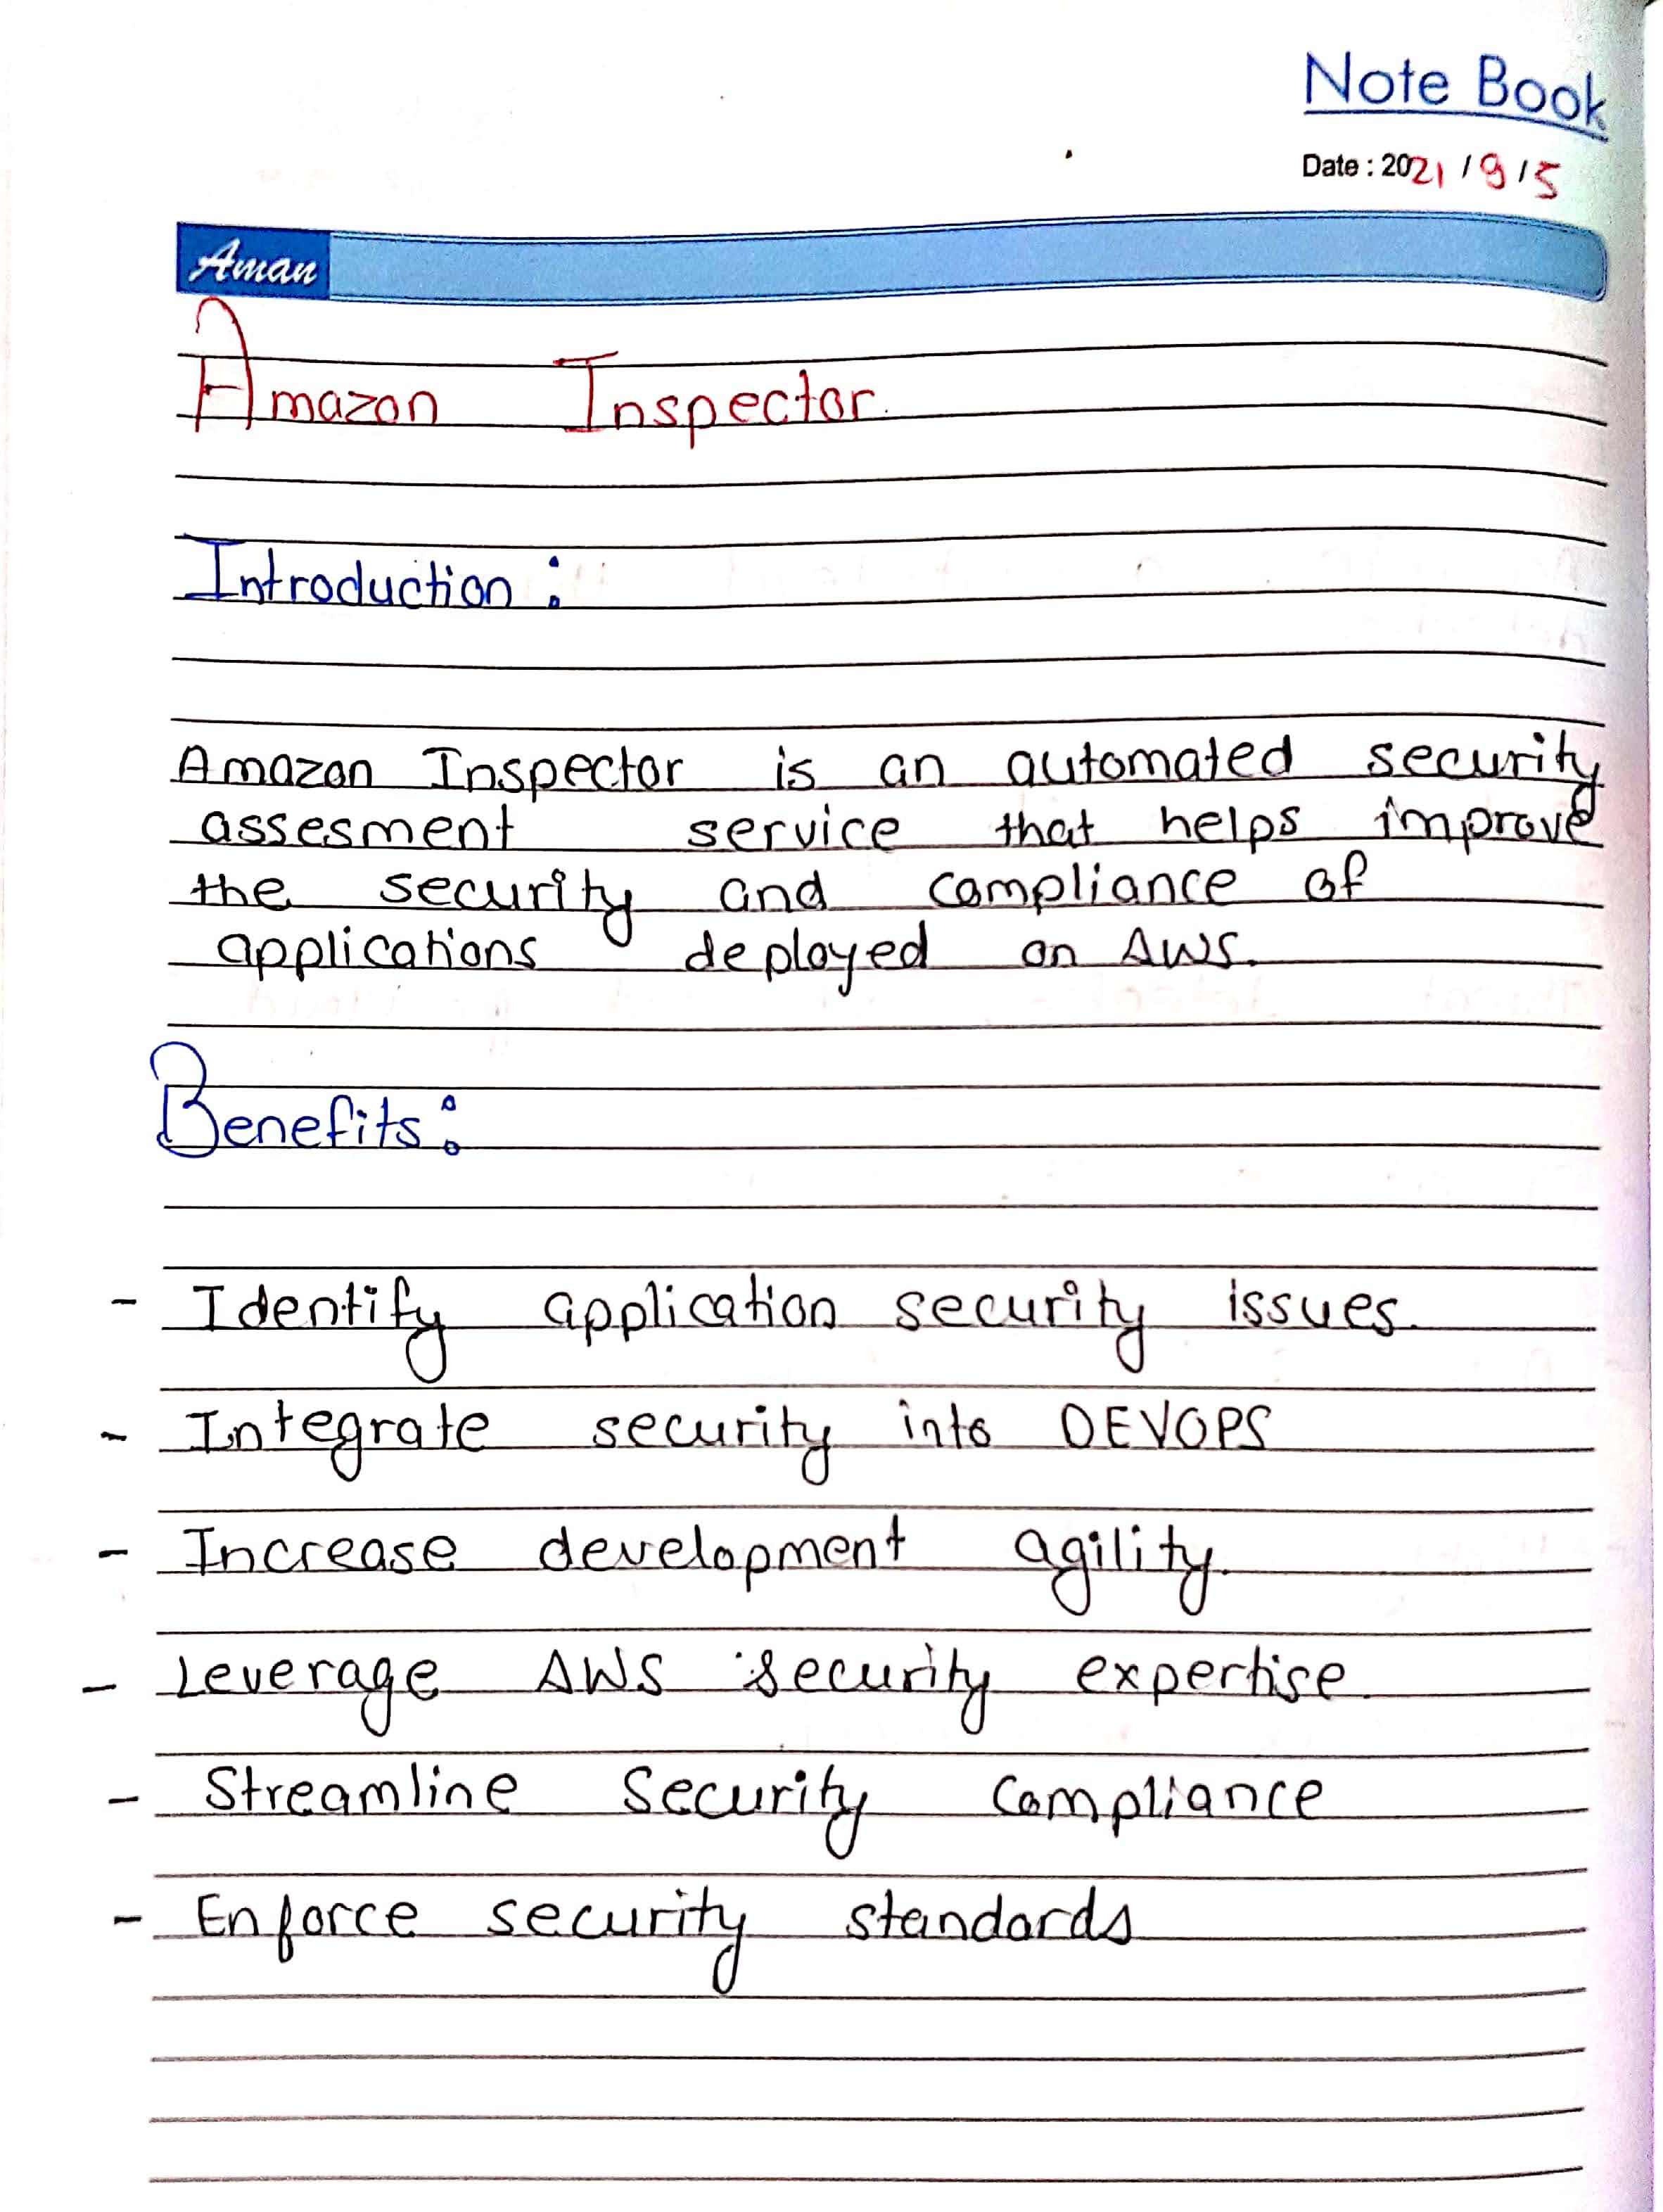 Note Book
Date : 2021 / 9 / 5
Aman
Amazon Inspector.
Introduction :
Amazon Inspector is an automated security
assesment service that helps improve
the security and compliance of
applications deployed on AWS.
Benefits :
- Identify application security issues.
- Integrate security into DEVOPS
- Increase development agility.
- Leverage AWS security expertise.
- Streamline Security Compliance
- Enforce security standards